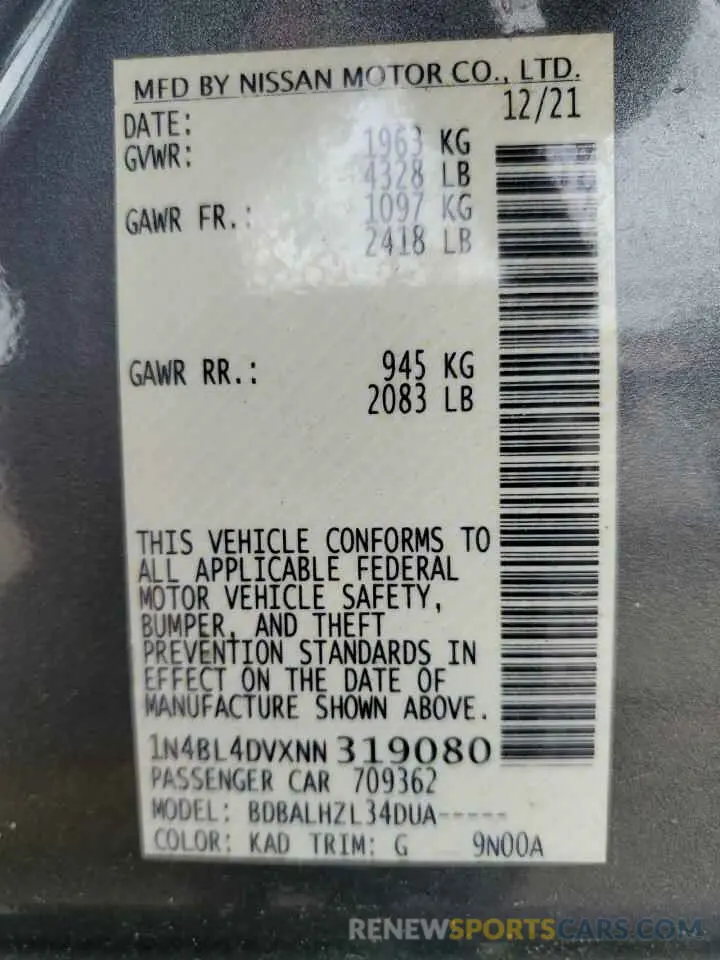 MFD BY NISSAN MOTOR CO., LTD.
DATE: 12/21
GVWR: 1963 KG
4328 LB
GAWR FR.: 1097 KG
2418 LB
GAWR RR.: 945 KG
2083 LB
THIS VEHICLE CONFORMS TO
ALL APPLICABLE FEDERAL
MOTOR VEHICLE SAFETY,
BUMPER, AND THEFT
PREVENTION STANDARDS IN
EFFECT ON THE DATE OF
MANUFACTURE SHOWN ABOVE.
1N4BL4DVXNN319080
PASSENGER CAR 709362
MODEL: BDBALHZL34DUA-----
COLOR: KAD TRIM: G 9N00A
RENEWSPORTSCARS.COM